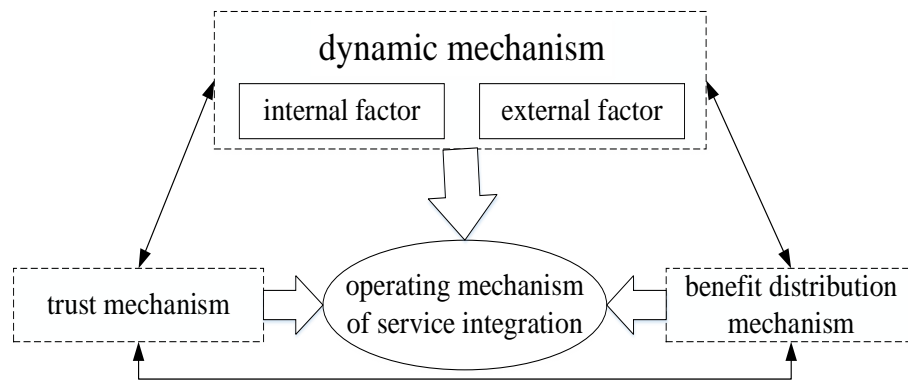 dynamic mechanism
internal factor
external factor
trust mechanism
operating mechanism
of service integration
benefit distribution
mechanism